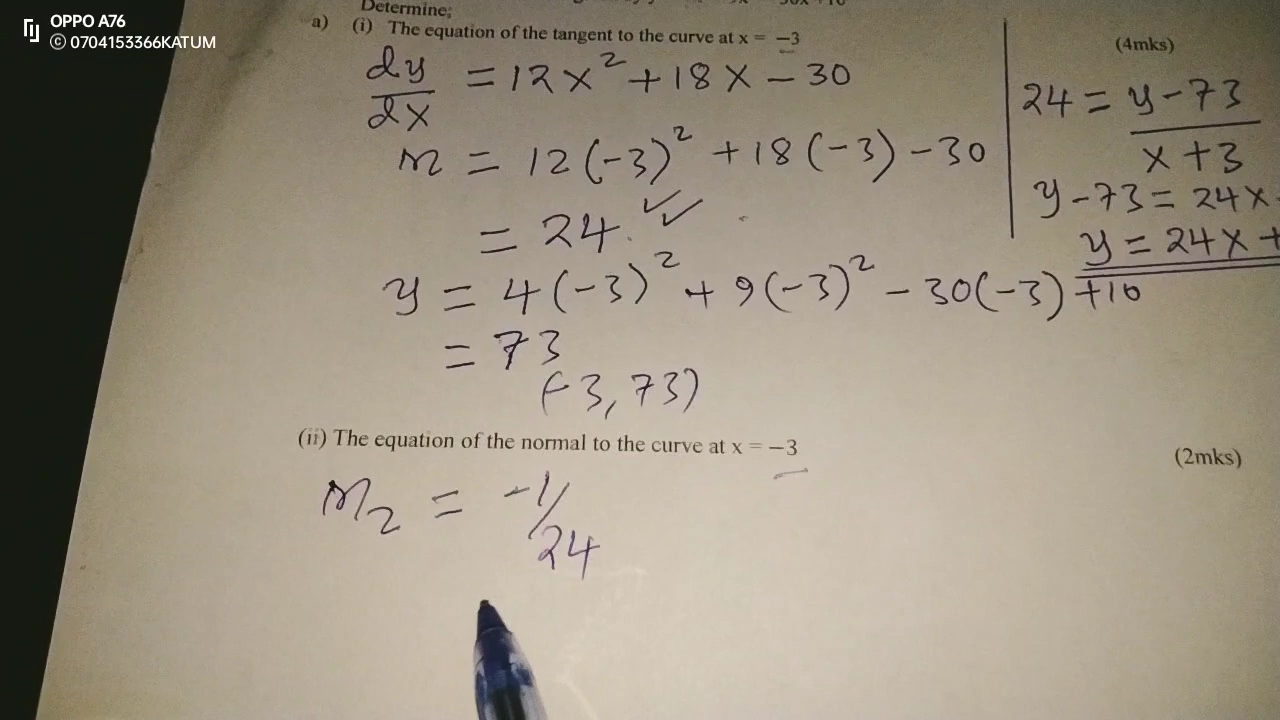 OPPO A76
© 0704153366KATUM
Determine;
a) (i) The equation of the tangent to the curve at x = −3
(4mks)
dy/dx = 12x² + 18x − 30
m = 12(−3)² + 18(−3) − 30
= 24.
y = 4(−3)² + 9(−3)² − 30(−3) + 10
= 73
(−3, 73)
24 = y − 73 / x + 3
y − 73 = 24x
y = 24x +
(ii) The equation of the normal to the curve at x = −3
(2mks)
m₂ = −1/24